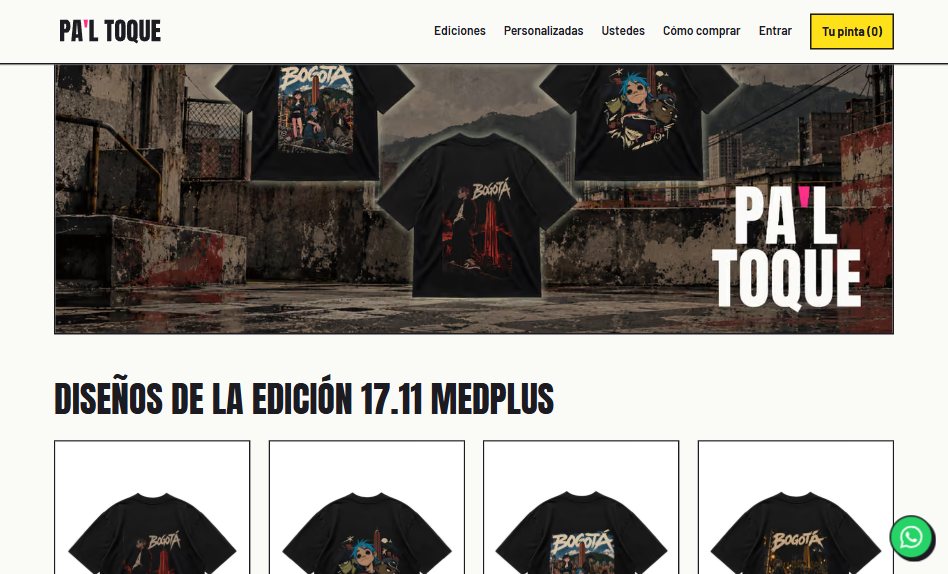 PA'L TOQUE
Ediciones
Personalizadas
Ustedes
Cómo comprar
Entrar
Tu pinta (0)
BOGOTÁ
BOGOTÁ
PA'L
TOQUE
DISEÑOS DE LA EDICIÓN 17.11 MEDPLUS
BOGOTÁ
BOGOTÁ
BOGOTÁ